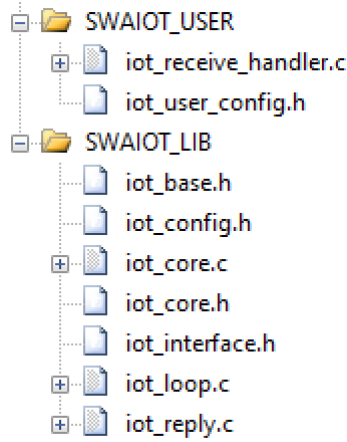 SWAIOT_USER
iot_receive_handler.c
iot_user_config.h
SWAIOT_LIB
iot_base.h
iot_config.h
iot_core.c
iot_core.h
iot_interface.h
iot_loop.c
iot_reply.c